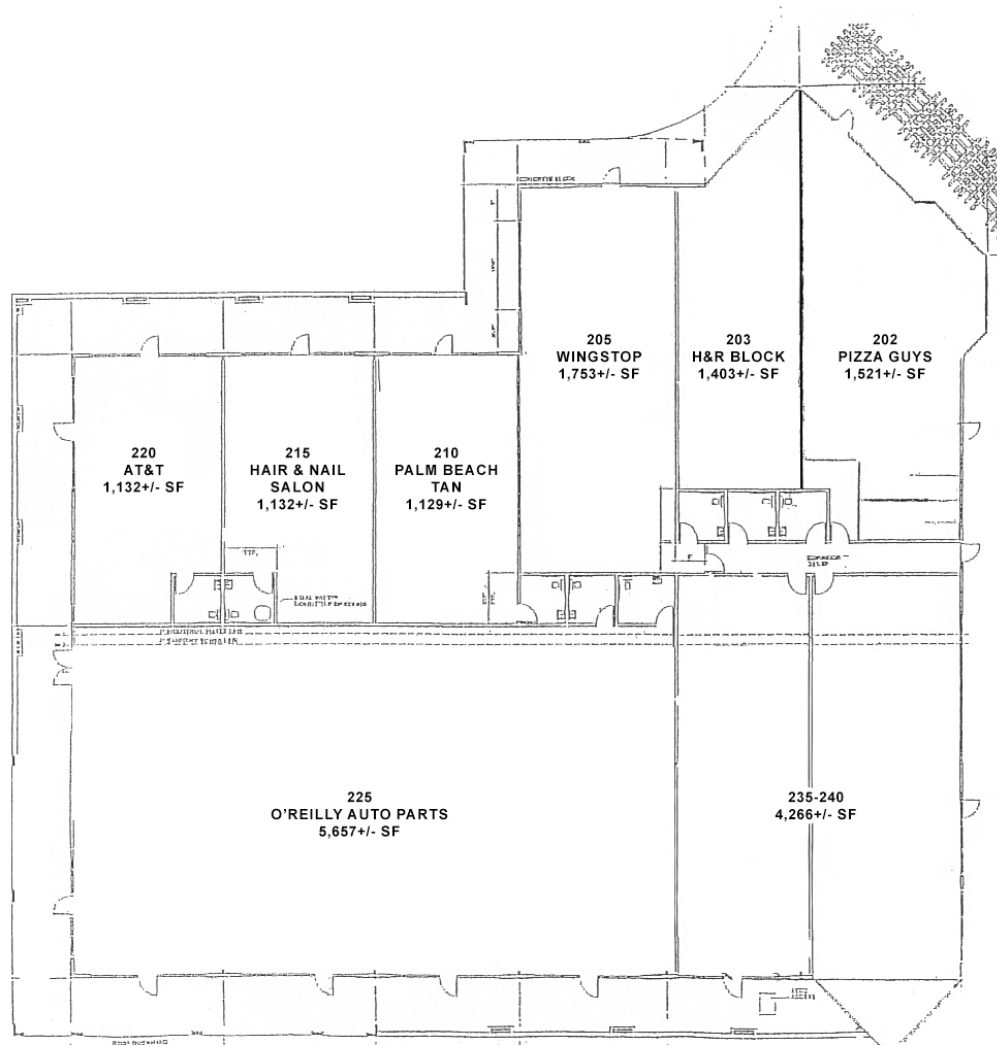 205
WINGSTOP
1,753+/- SF
203
H&R BLOCK
1,403+/- SF
202
PIZZA GUYS
1,521+/- SF
220
AT&T
1,132+/- SF
215
HAIR & NAIL
SALON
1,132+/- SF
210
PALM BEACH
TAN
1,129+/- SF
225
O'REILLY AUTO PARTS
5,657+/- SF
235-240
4,266+/- SF